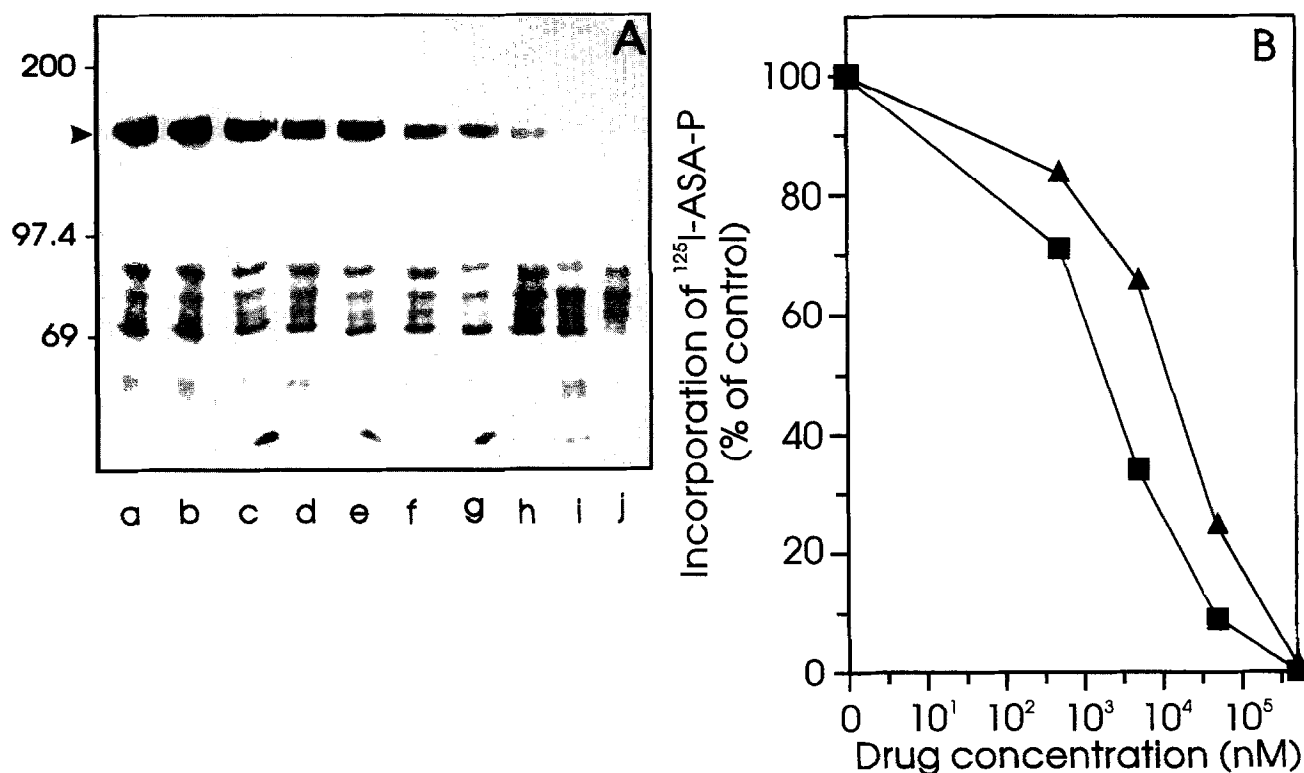 A
200
97.4
69
a b c d e f g h i j
B
Incorporation of ¹²⁵I-ASA-P
(% of control)
100
80
60
40
20
0
0 10¹ 10² 10³ 10⁴ 10⁵
Drug concentration (nM)